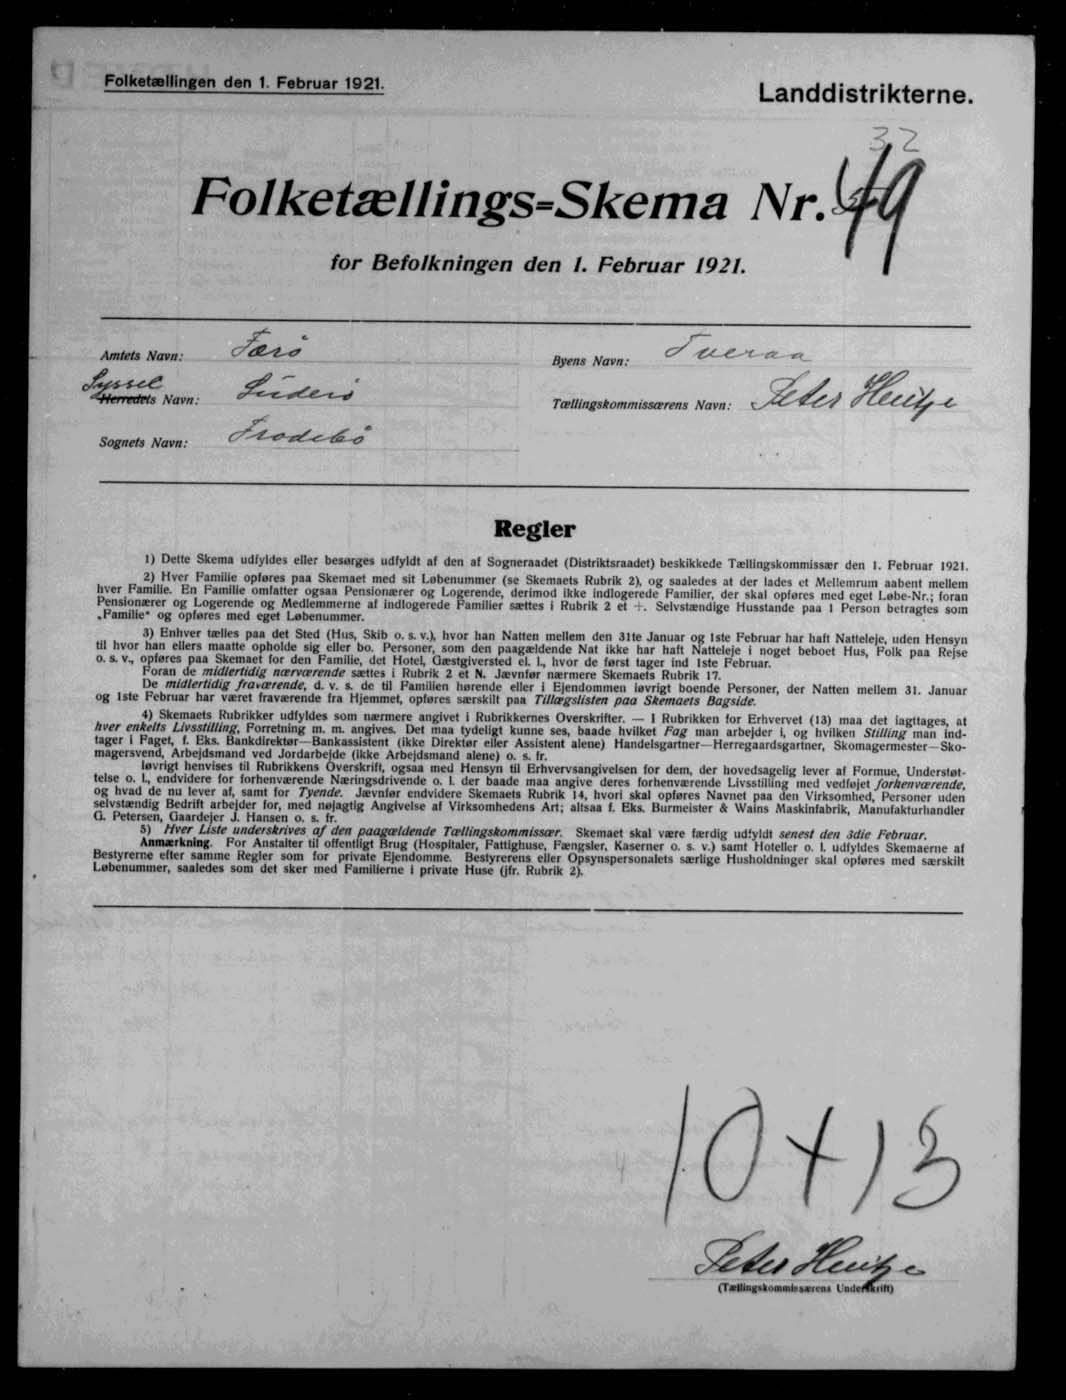 Folketællingen den 1. Februar 1921.
Landdistrikterne.
32
Folketællings=Skema Nr. 49
for Befolkningen den 1. Februar 1921.
Amtets Navn: Færø
Byens Navn: Tveraa
Syssel
Herredets Navn: Suderø
Tællingskommissærens Navn: Peter Hentze
Sognets Navn: Frodebø
Regler
1) Dette Skema udfyldes eller besørges udfyldt af den af Sogneraadet (Distriktsraadet) beskikkede Tællingskommissær den 1. Februar 1921.
2) Hver Familie opføres paa Skemaet med sit Løbenummer (se Skemaets Rubrik 2), og saaledes at der lades et Mellemrum aabent mellem
hver Familie. En Familie omfatter ogsaa Pensionærer og Logerende, derimod ikke indlogerede Familier, der skal opføres med eget Løbe-Nr.; foran
Pensionærer og Logerende og Medlemmerne af indlogerede Familier sættes i Rubrik 2 et +. Selvstændige Husstande paa 1 Person betragtes som
„Familie“ og opføres med eget Løbenummer.
3) Enhver tælles paa det Sted (Hus, Skib o. s. v.), hvor han Natten mellem den 31te Januar og 1ste Februar har haft Natteleje, uden Hensyn
til hvor han ellers maatte opholde sig eller bo. Personer, som den paagældende Nat ikke har haft Natteleje i noget beboet Hus, Folk paa Rejse
o. s. v., opføres paa Skemaet for den Familie, det Hotel, Gæstgiversted el. l., hvor de først tager ind 1ste Februar.
Foran de midlertidig nærværende sættes i Rubrik 2 et N. Jævnfør nærmere Skemaets Rubrik 17.
De midlertidig fraværende, d. v. s. de til Familien hørende eller i Ejendommen iøvrigt boende Personer, der Natten mellem 31. Januar
og 1ste Februar har været fraværende fra Hjemmet, opføres særskilt paa Tillægslisten paa Skemaets Bagside.
4) Skemaets Rubrikker udfyldes som nærmere angivet i Rubrikkernes Overskrifter. — I Rubrikken for Erhvervet (13) maa det iagttages, at
hver enkelts Livsstilling, Forretning m. m. angives. Det maa tydeligt kunne ses, baade hvilket Fag man arbejder i, og hvilken Stilling man ind-
tager i Faget, f. Eks. Bankdirektør—Bankassistent (ikke Direktør eller Assistent alene) Handelsgartner—Herregaardsgartner, Skomagermester—Sko-
magersvend, Arbejdsmand ved Jordarbejde (ikke Arbejdsmand alene) o. s. fr.
Iøvrigt henvises til Rubrikkens Overskrift, ogsaa med Hensyn til Erhvervsangivelsen for dem, der hovedsagelig lever af Formue, Understøt-
telse o. l., endvidere for forhenværende Næringsdrivende o. l. der baade maa angive deres forhenværende Livsstilling med vedføjet forhenværende,
og hvad de nu lever af, samt for Tyende. Jævnfør endvidere Skemaets Rubrik 14, hvori skal opføres Navnet paa den Virksomhed, Personer uden
selvstændig Bedrift arbejder for, med nøjagtig Angivelse af Virksomhedens Art; altsaa f. Eks. Burmeister & Wains Maskinfabrik, Manufakturhandler
G. Petersen, Gaardejer J. Hansen o. s. fr.
5) Hver Liste underskrives af den paagældende Tællingskommissær. Skemaet skal være færdig udfyldt senest den 3die Februar.
Anmærkning. For Anstalter til offentligt Brug (Hospitaler, Fattighuse, Fængsler, Kaserner o. s. v.) samt Hoteller o. l. udfyldes Skemaerne af
Bestyrerne efter samme Regler som for private Ejendomme. Bestyrerens eller Opsynspersonalets særlige Husholdninger skal opføres med særskilt
Løbenummer, saaledes som det sker med Familierne i private Huse (jfr. Rubrik 2).
4
10 + 13
Peter Hentze
(Tællingskommissærens Underskrift)